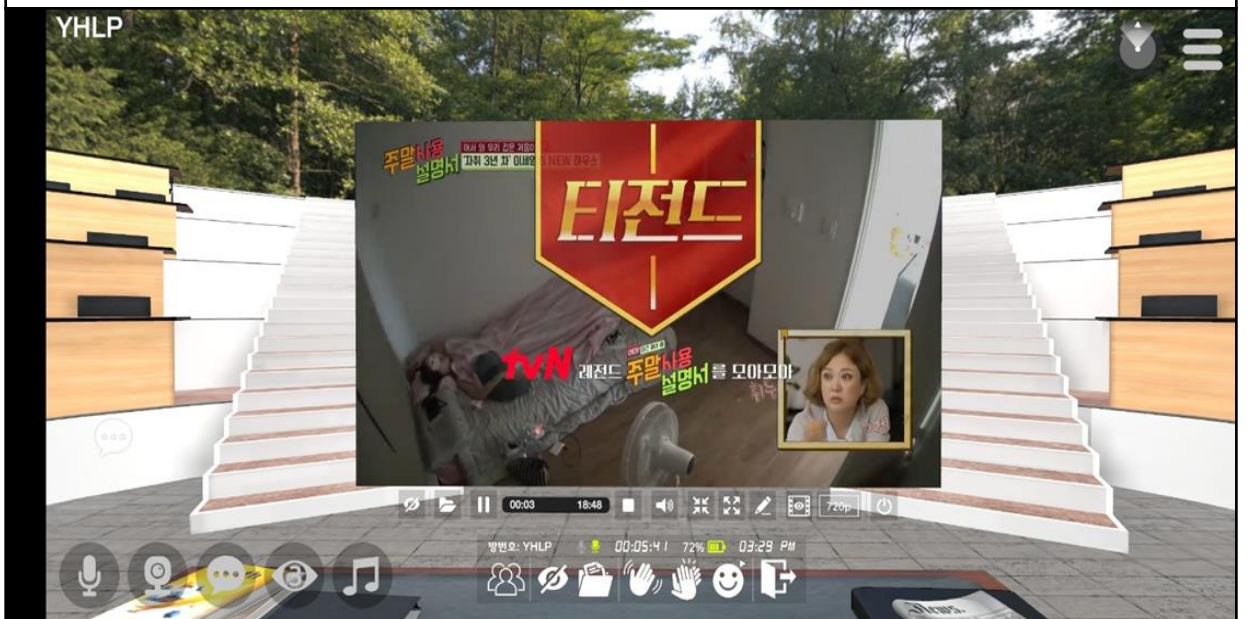 YHLP
주말사용설명서
'자취 3년 차' 이세영의 NEW 하우스
티전드
tvN 레전드 주말사용설명서를 모아모아
00:03 18:48
720p
방번호: YHLP 00:05:41 72% 03:29 PM
News.